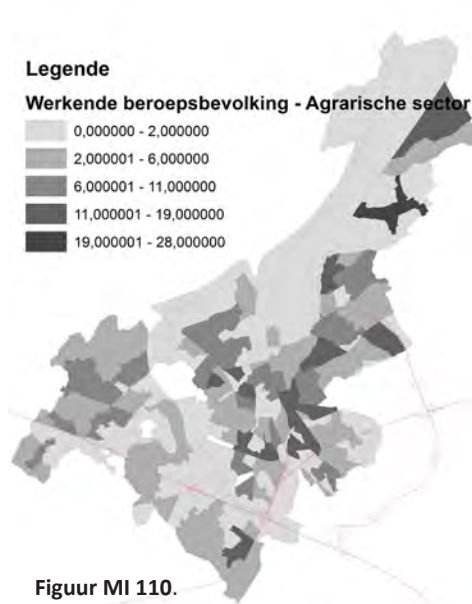 Legende
Werkende beroepsbevolking - Agrarische sector
0,000000 - 2,000000
2,000001 - 6,000000
6,000001 - 11,000000
11,000001 - 19,000000
19,000001 - 28,000000
Figuur MI 110.